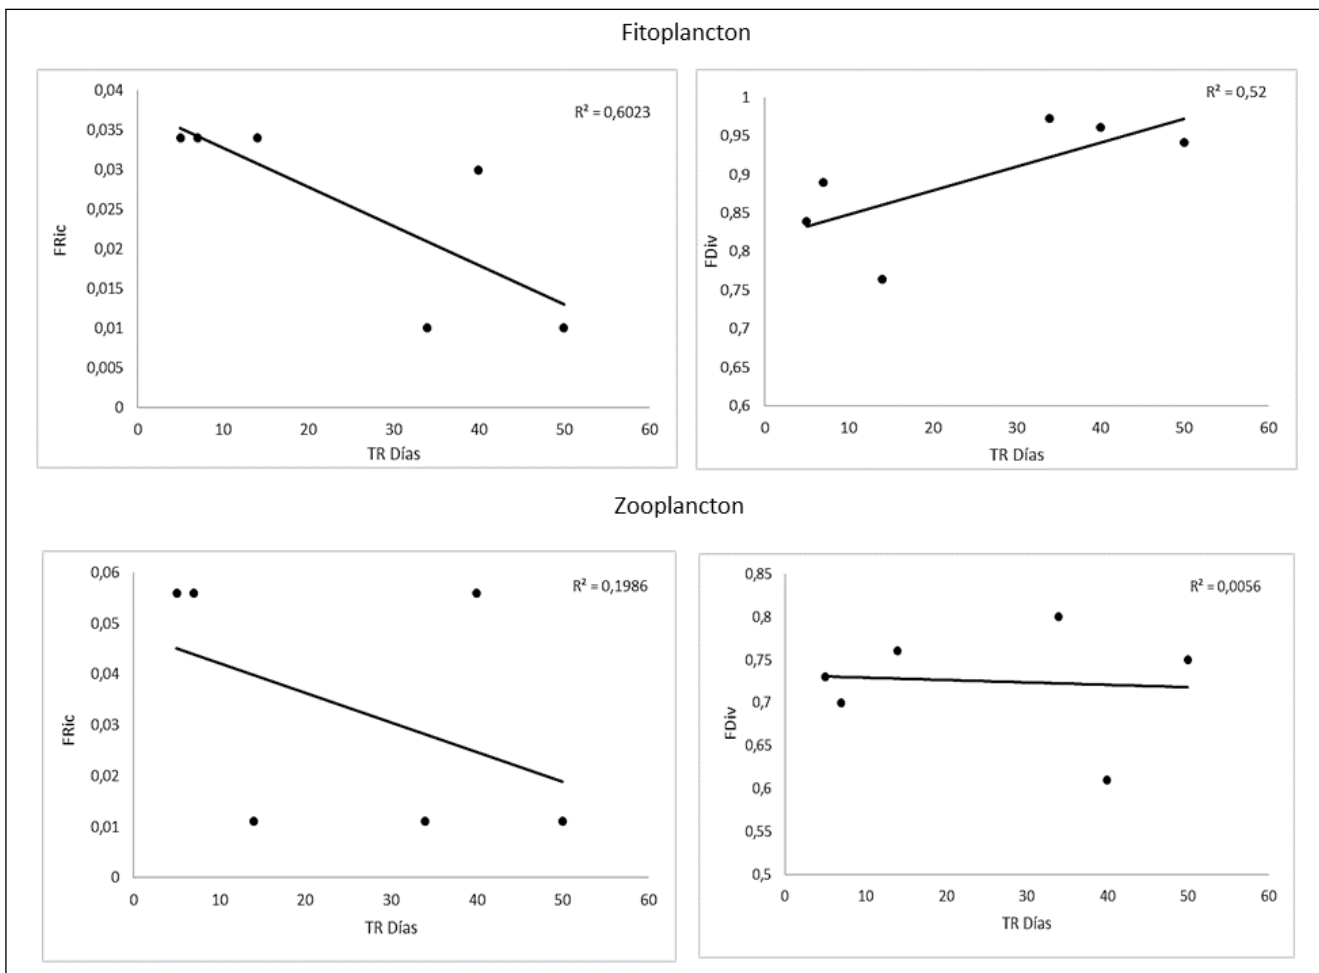 Fitoplancton
R² = 0,6023
0,04
0,035
0,03
0,025
0,02
0,015
0,01
0,005
0
FRic
0 10 20 30 40 50 60
TR Días
R² = 0,52
1
0,95
0,9
0,85
0,8
0,75
0,7
0,65
0,6
FDiv
0 10 20 30 40 50 60
TR Días
Zooplancton
R² = 0,1986
0,06
0,05
0,04
0,03
0,02
0,01
0
FRic
0 10 20 30 40 50 60
TR Días
R² = 0,0056
0,85
0,8
0,75
0,7
0,65
0,6
0,55
0,5
FDiv
0 10 20 30 40 50 60
TR Días